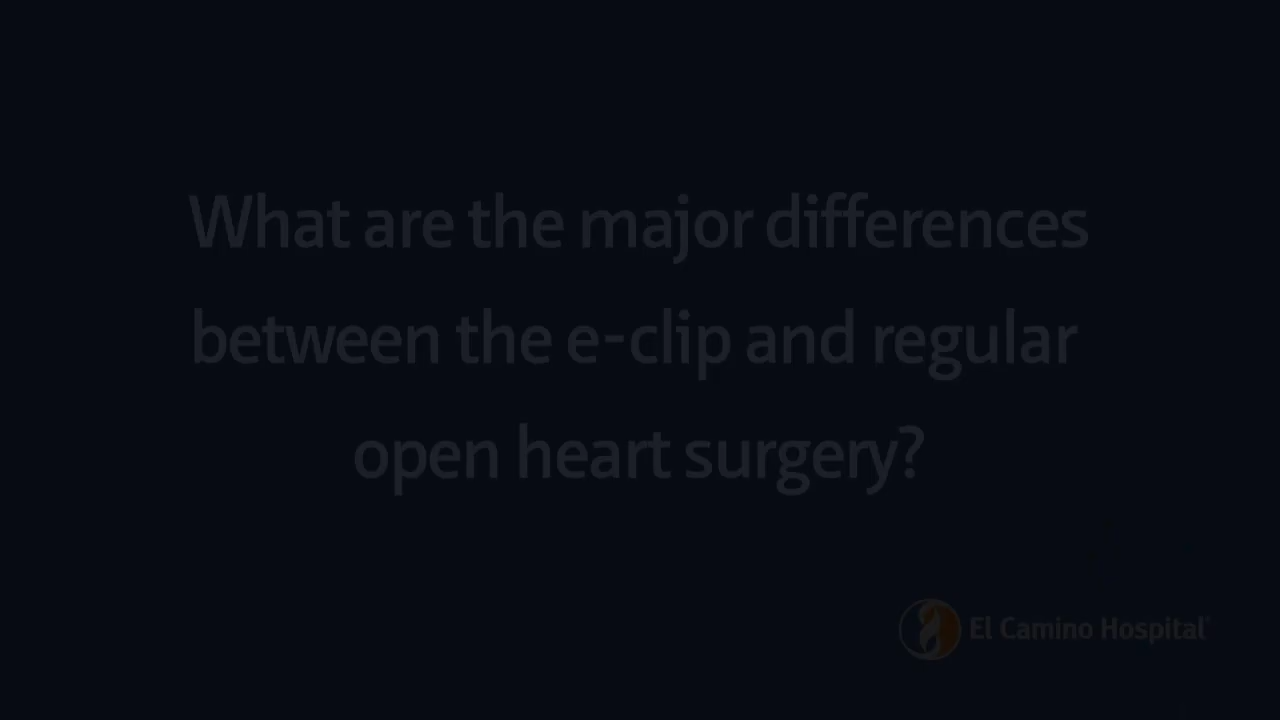 What are the major differences
between the e-clip and regular
open heart surgery?
El Camino Hospital